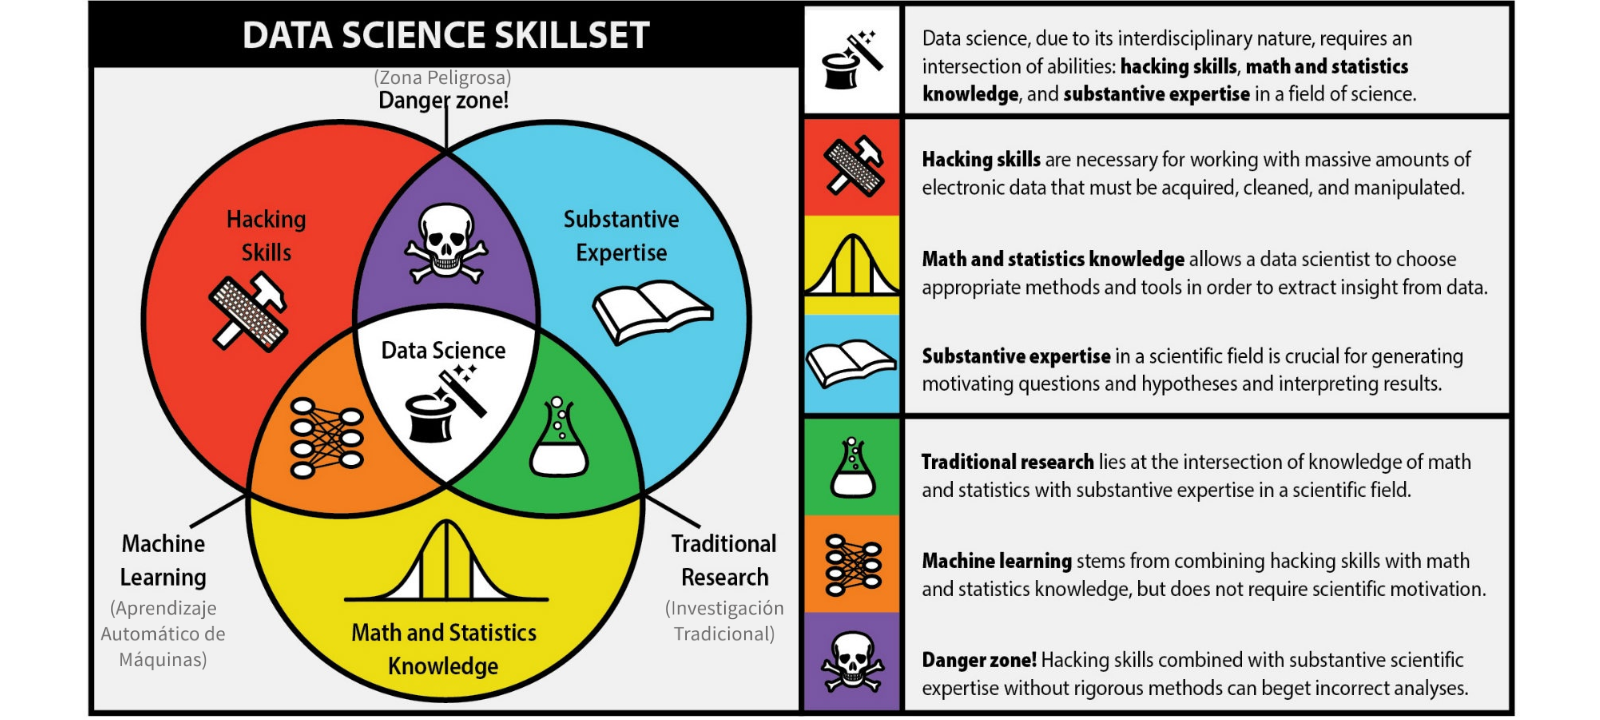 DATA SCIENCE SKILLSET
(Zona Peligrosa)
Danger zone!
Hacking
Skills
Substantive
Expertise
Data Science
Machine
Learning
(Aprendizaje
Automático de
Máquinas)
Traditional
Research
(Investigación
Tradicional)
Math and Statistics
Knowledge
Data science, due to its interdisciplinary nature, requires an
intersection of abilities: hacking skills, math and statistics
knowledge, and substantive expertise in a field of science.
Hacking skills are necessary for working with massive amounts of
electronic data that must be acquired, cleaned, and manipulated.
Math and statistics knowledge allows a data scientist to choose
appropriate methods and tools in order to extract insight from data.
Substantive expertise in a scientific field is crucial for generating
motivating questions and hypotheses and interpreting results.
Traditional research lies at the intersection of knowledge of math
and statistics with substantive expertise in a scientific field.
Machine learning stems from combining hacking skills with math
and statistics knowledge, but does not require scientific motivation.
Danger zone! Hacking skills combined with substantive scientific
expertise without rigorous methods can beget incorrect analyses.